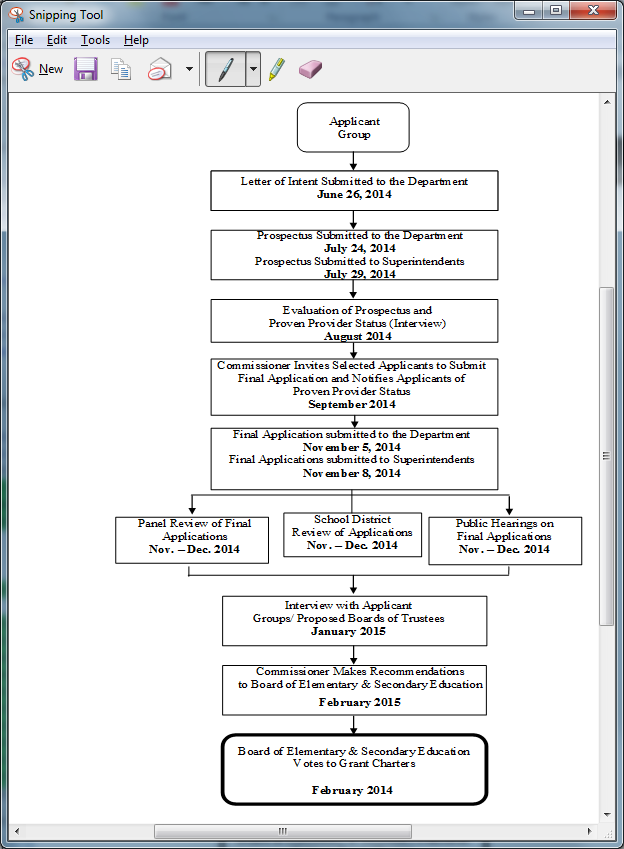 Snipping Tool
File Edit Tools Help
New
Applicant
Group
Letter of Intent Submitted to the Department
June 26, 2014
Prospectus Submitted to the Department
July 24, 2014
Prospectus Submitted to Superintendents
July 29, 2014
Evaluation of Prospectus and
Proven Provider Status (Interview)
August 2014
Commissioner Invites Selected Applicants to Submit
Final Application and Notifies Applicants of
Proven Provider Status
September 2014
Final Application submitted to the Department
November 5, 2014
Final Applications submitted to Superintendents
November 8, 2014
Panel Review of Final
Applications
Nov. – Dec. 2014
School District
Review of Applications
Nov. – Dec. 2014
Public Hearings on
Final Applications
Nov. – Dec. 2014
Interview with Applicant
Groups/ Proposed Boards of Trustees
January 2015
Commissioner Makes Recommendations
to Board of Elementary & Secondary Education
February 2015
Board of Elementary & Secondary Education
Votes to Grant Charters
February 2014